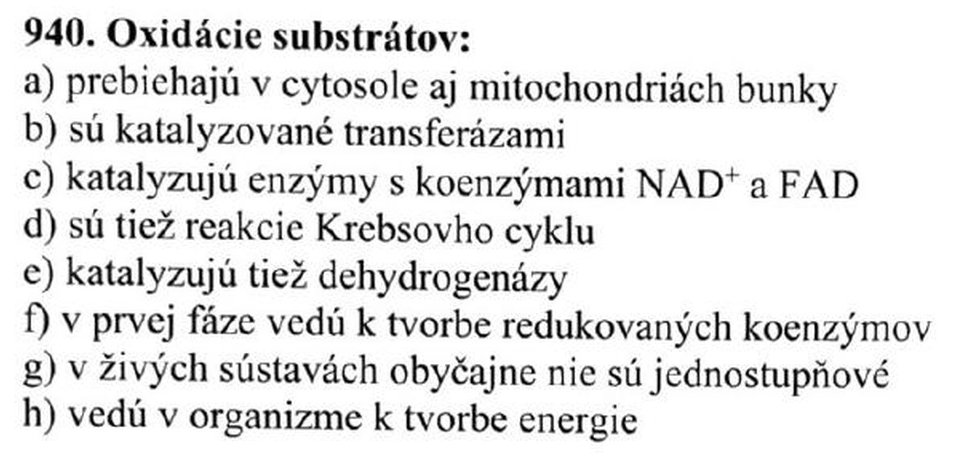 940. Oxidácie substrátov:
a) prebiehajú v cytosole aj mitochondriách bunky
b) sú katalyzované transferázami
c) katalyzujú enzýmy s koenzýmami NAD⁺ a FAD
d) sú tiež reakcie Krebsovho cyklu
e) katalyzujú tiež dehydrogenázy
f) v prvej fáze vedú k tvorbe redukovaných koenzýmov
g) v živých sústavách obyčajne nie sú jednostupňové
h) vedú v organizme k tvorbe energie